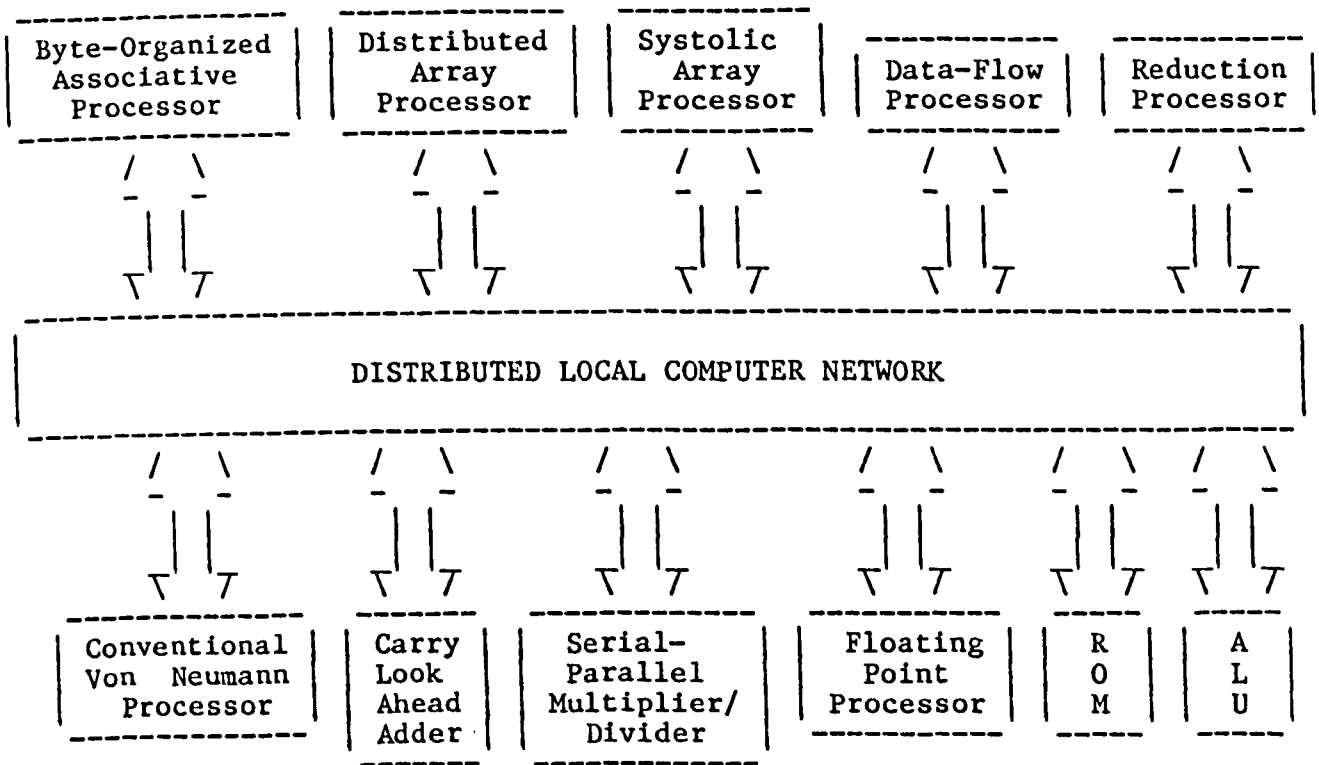 Byte-Organized
Associative
Processor
Distributed
Array
Processor
Systolic
Array
Processor
Data-Flow
Processor
Reduction
Processor
DISTRIBUTED LOCAL COMPUTER NETWORK
Conventional
Von Neumann
Processor
Carry
Look
Ahead
Adder
Serial-
Parallel
Multiplier/
Divider
Floating
Point
Processor
R
O
M
A
L
U